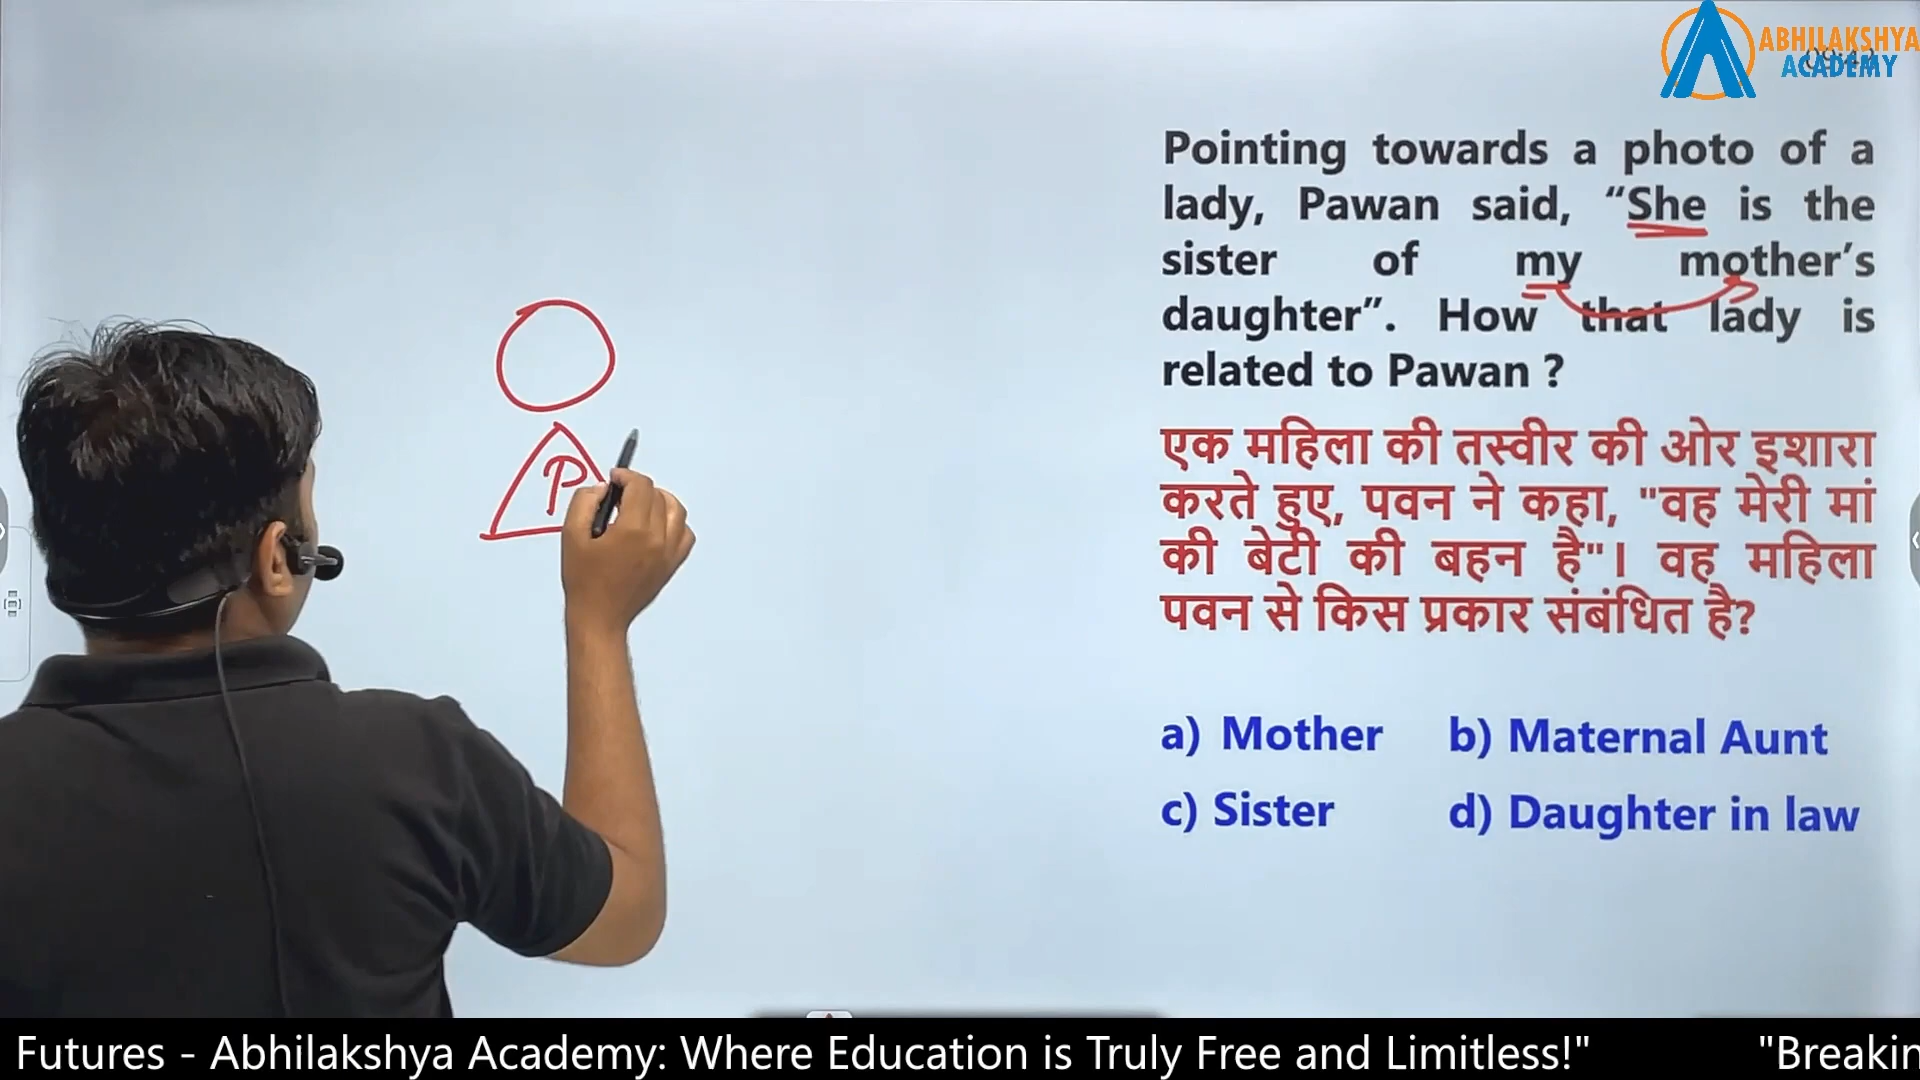 ABHILAKSHYA
ACADEMY
Pointing towards a photo of a
lady, Pawan said, “She is the
sister of my mother’s
daughter”. How that lady is
related to Pawan ?
एक महिला की तस्वीर की ओर इशारा
करते हुए, पवन ने कहा, "वह मेरी मां
की बेटी की बहन है"। वह महिला
पवन से किस प्रकार संबंधित है?
a) Mother b) Maternal Aunt
c) Sister d) Daughter in law
P
Futures - Abhilakshya Academy: Where Education is Truly Free and Limitless!" "Breakin